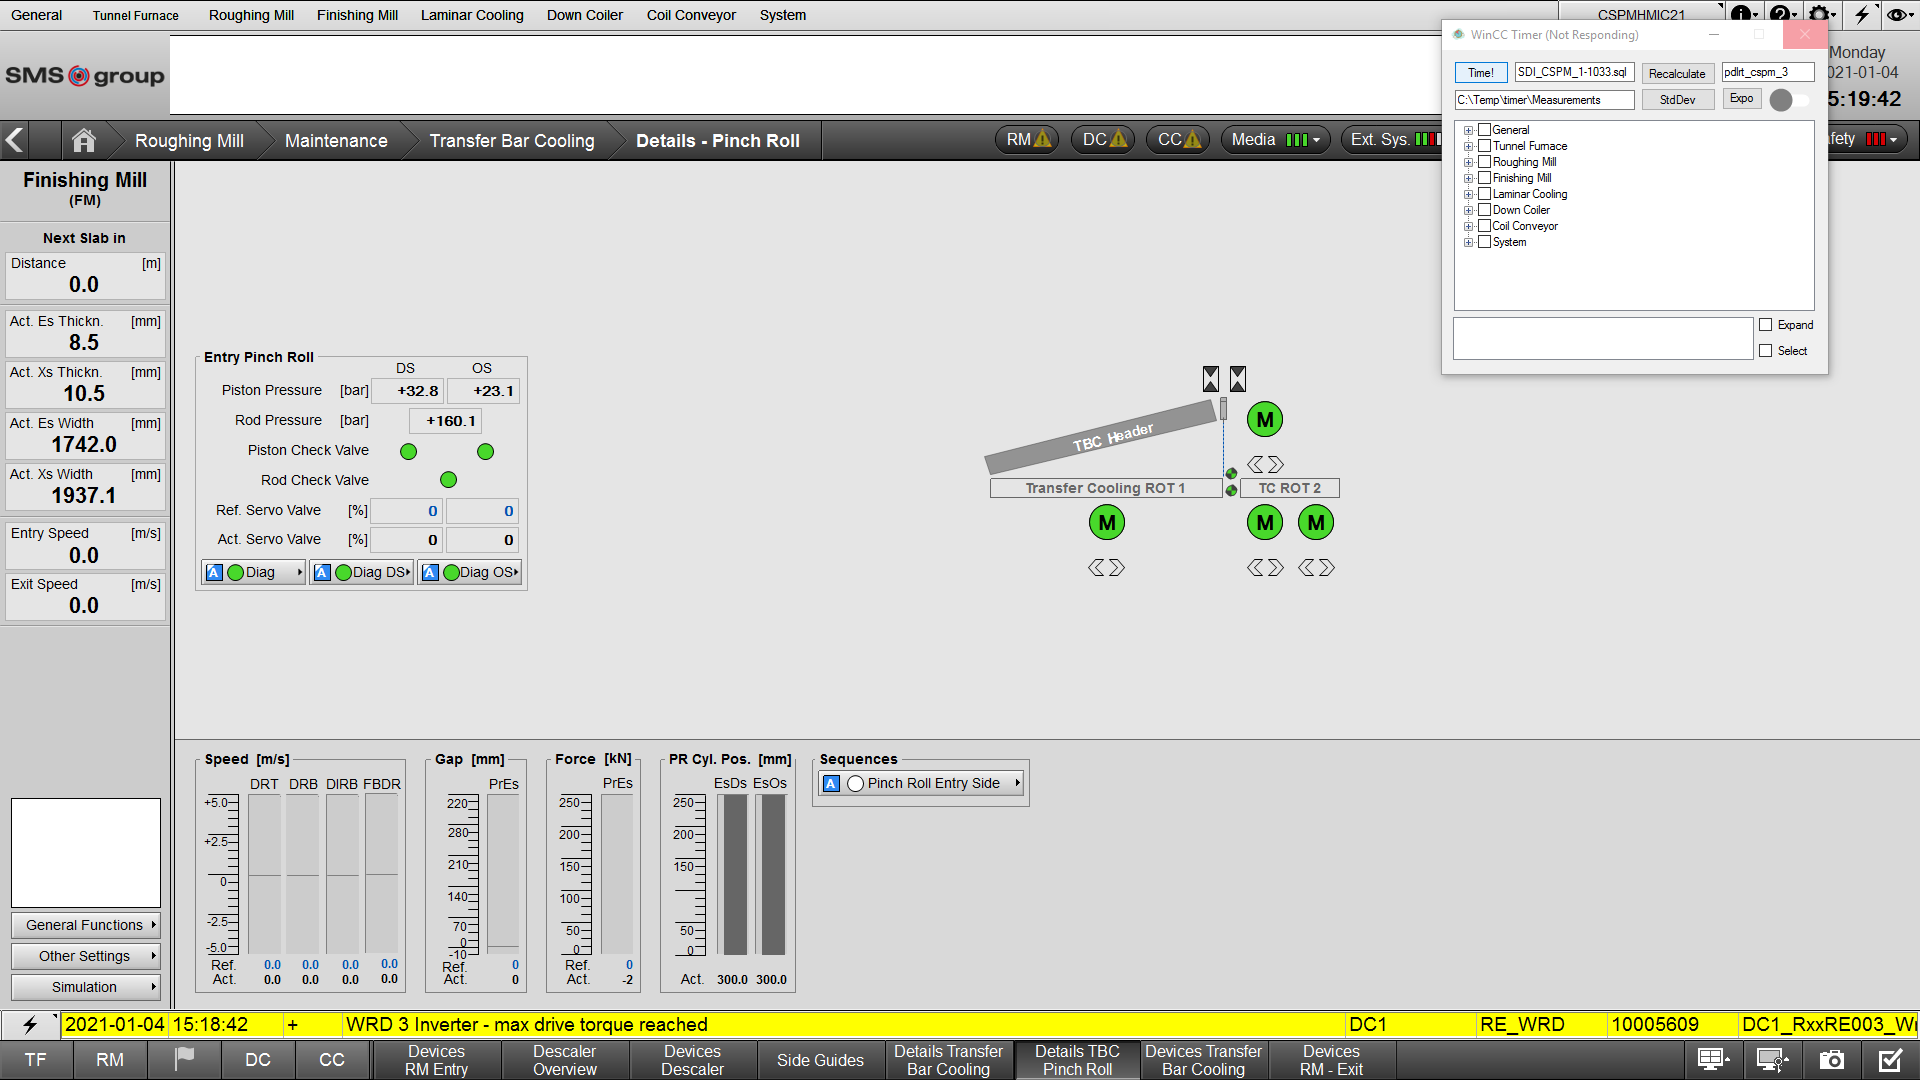 General Tunnel Furnace Roughing Mill Finishing Mill Laminar Cooling Down Coiler Coil Conveyor System CSPMHMIC21
SMS group
WinCC Timer (Not Responding)
Monday
021-01-04
5:19:42
Time! SDI_CSPM_1-1033.sql Recalculate pdlrt_cspm_3
C:\Temp\timer\Measurements StdDev Expo
General
Tunnel Furnace
Roughing Mill
Finishing Mill
Laminar Cooling
Down Coiler
Coil Conveyor
System
Expand
Select
Roughing Mill Maintenance Transfer Bar Cooling Details - Pinch Roll RM DC CC Media Ext. Sys. fety
Finishing Mill
(FM)
Next Slab in
Distance [m]
0.0
Act. Es Thickn. [mm]
8.5
Act. Xs Thickn. [mm]
10.5
Act. Es Width [mm]
1742.0
Act. Xs Width [mm]
1937.1
Entry Speed [m/s]
0.0
Exit Speed [m/s]
0.0
General Functions
Other Settings
Simulation
Entry Pinch Roll
DS OS
Piston Pressure [bar] +32.8 +23.1
Rod Pressure [bar] +160.1
Piston Check Valve
Rod Check Valve
Ref. Servo Valve [%] 0 0
Act. Servo Valve [%] 0 0
A Diag A Diag DS A Diag OS
TBC Header
M
Transfer Cooling ROT 1 TC ROT 2
M M M
Speed [m/s]
DRT DRB DIRB FBDR
+5.0
+2.5
0
-2.5
-5.0
Ref. 0.0 0.0 0.0 0.0
Act. 0.0 0.0 0.0 0.0
Gap [mm]
PrEs
220
280
210
140
70
0
-10
Ref. 0
Act. 0
Force [kN]
PrEs
250
200
150
100
50
0
Ref. 0
Act. -2
PR Cyl. Pos. [mm]
EsDs EsOs
250
200
150
50
0
Act. 300.0 300.0
Sequences
A Pinch Roll Entry Side
2021-01-04 15:18:42 + WRD 3 Inverter - max drive torque reached DC1 RE_WRD 10005609 DC1_RxxRE003_Wr
TF RM DC CC
Devices
RM Entry
Descaler
Overview
Devices
Descaler
Side Guides
Details Transfer
Bar Cooling
Details TBC
Pinch Roll
Devices Transfer
Bar Cooling
Devices
RM - Exit